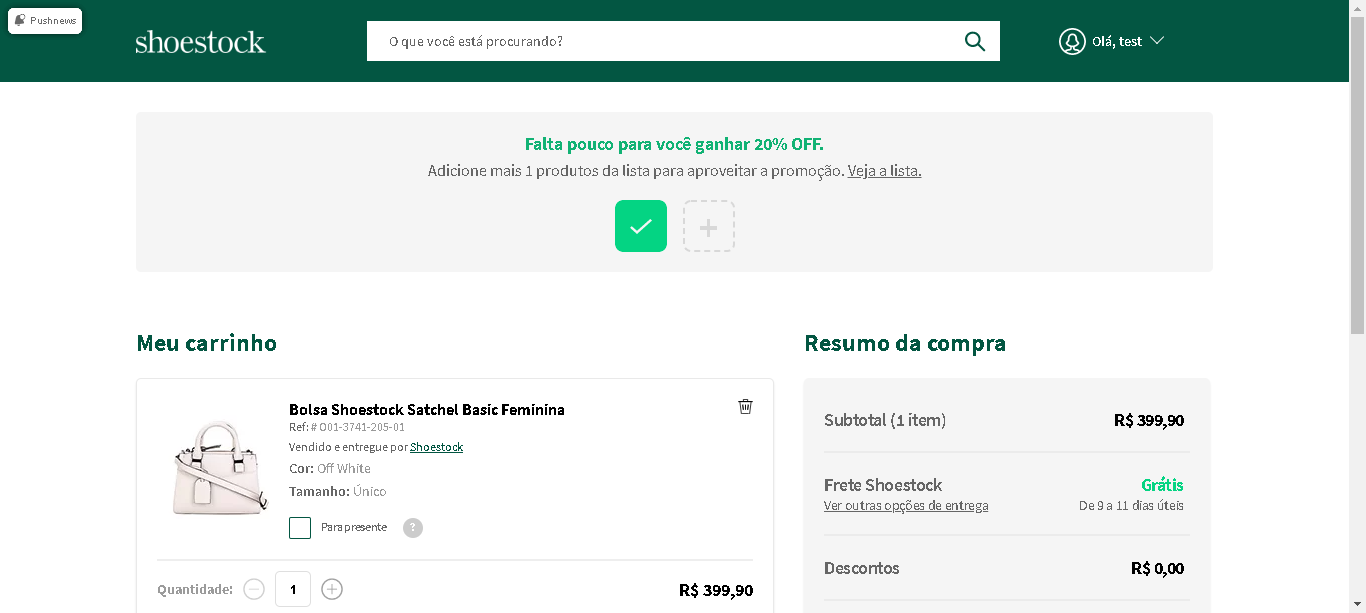 Pushnews
shoestock
O que você está procurando?
Olá, test
Falta pouco para você ganhar 20% OFF.
Adicione mais 1 produtos da lista para aproveitar a promoção. Veja a lista.
Meu carrinho
Bolsa Shoestock Satchel Basic Feminina
Ref: # O01-3741-205-01
Vendido e entregue por Shoestock
Cor: Off White
Tamanho: Único
Para presente ?
Quantidade: 1 R$ 399,90
Resumo da compra
Subtotal (1 item) R$ 399,90
Frete Shoestock Grátis
Ver outras opções de entrega De 9 a 11 dias úteis
Descontos R$ 0,00